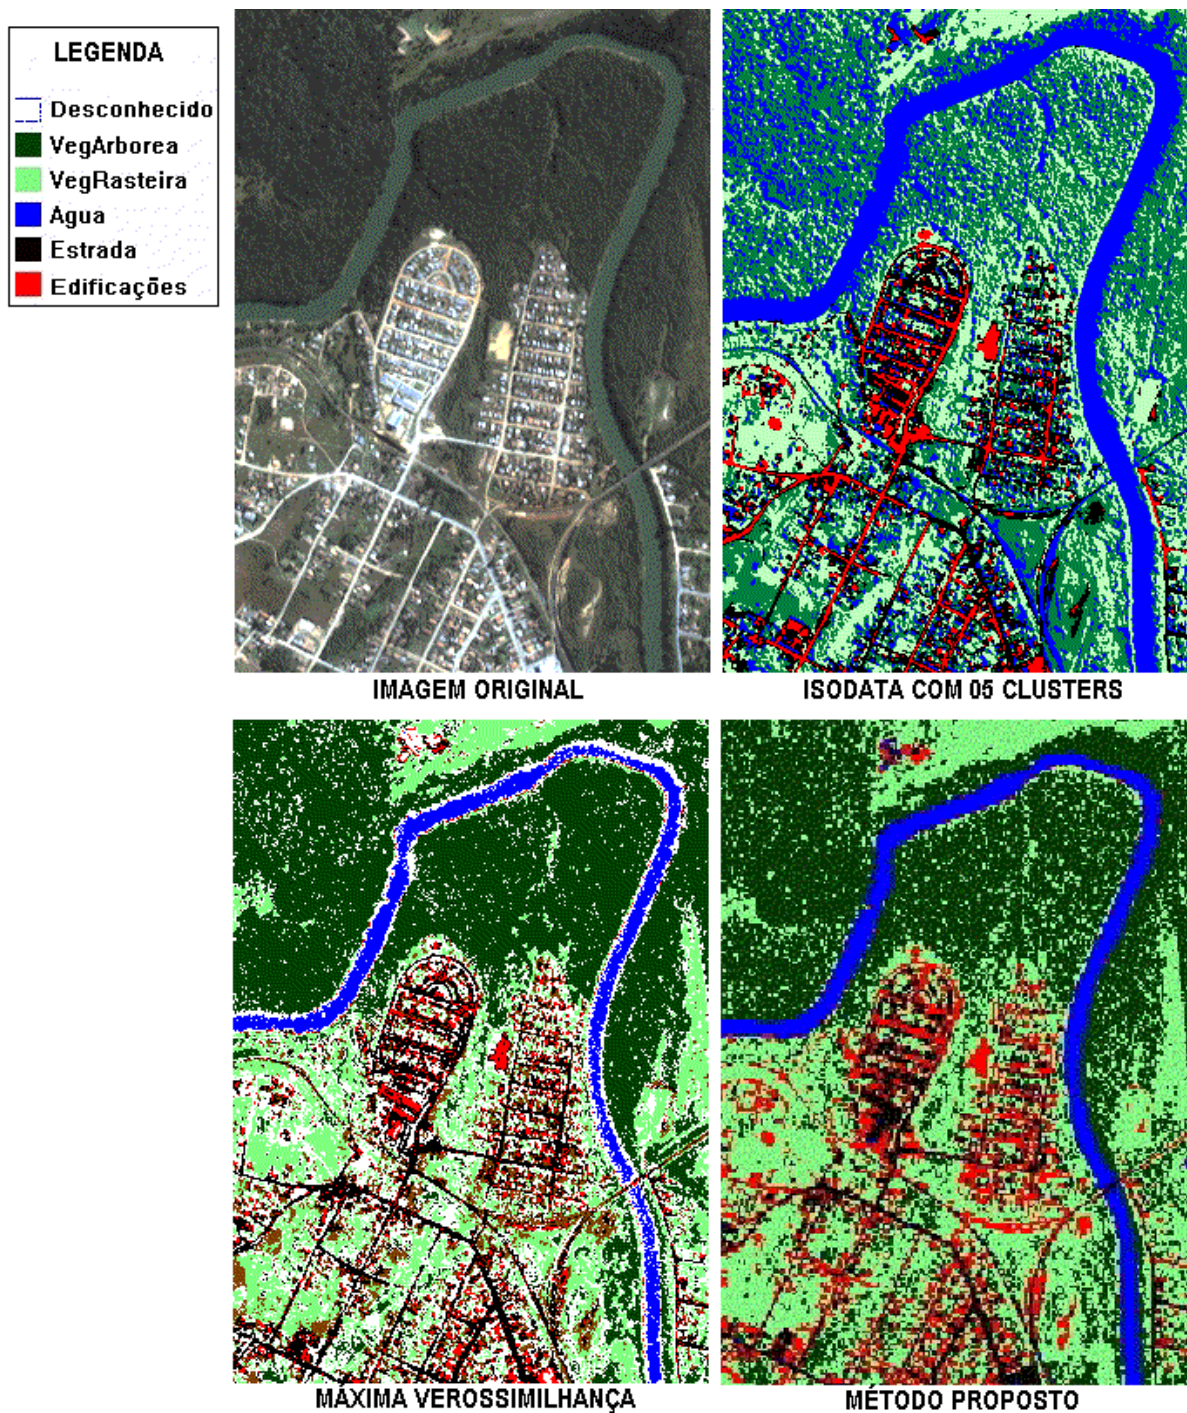 LEGENDA
Desconhecido
VegArborea
VegRasteira
Agua
Estrada
Edificações
IMAGEM ORIGINAL
ISODATA COM 05 CLUSTERS
MÁXIMA VEROSSIMILHANÇA
MÉTODO PROPOSTO